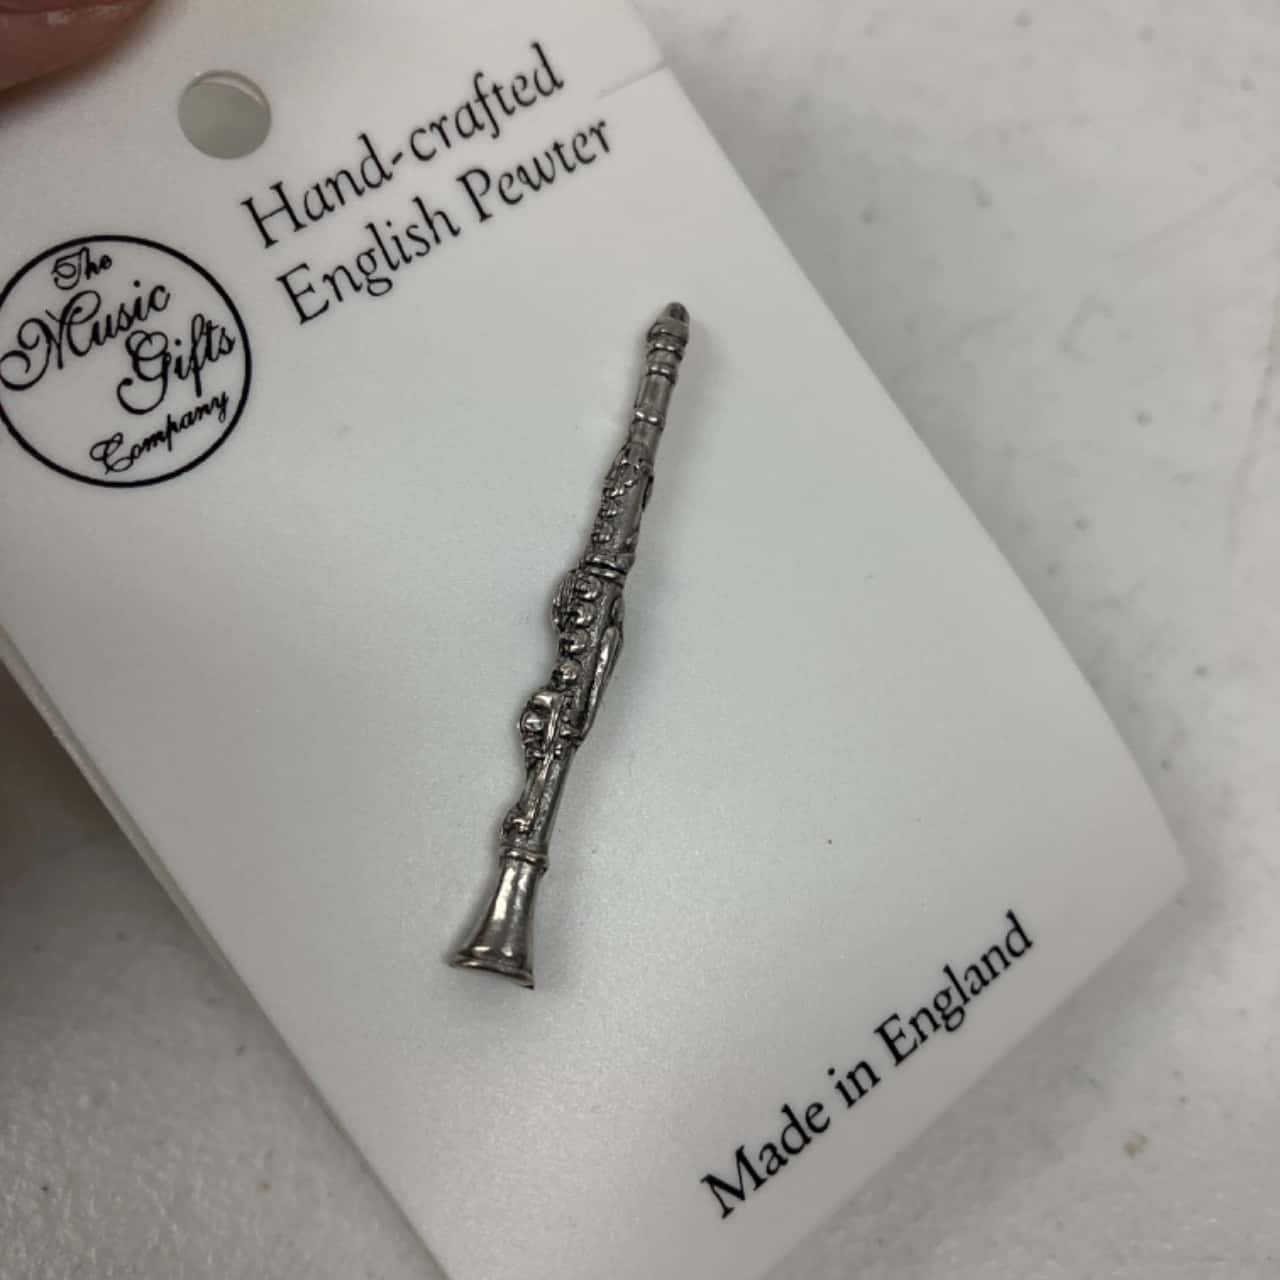 Hand-crafted
English Pewter
The
Music
Gifts
Company
Made in England